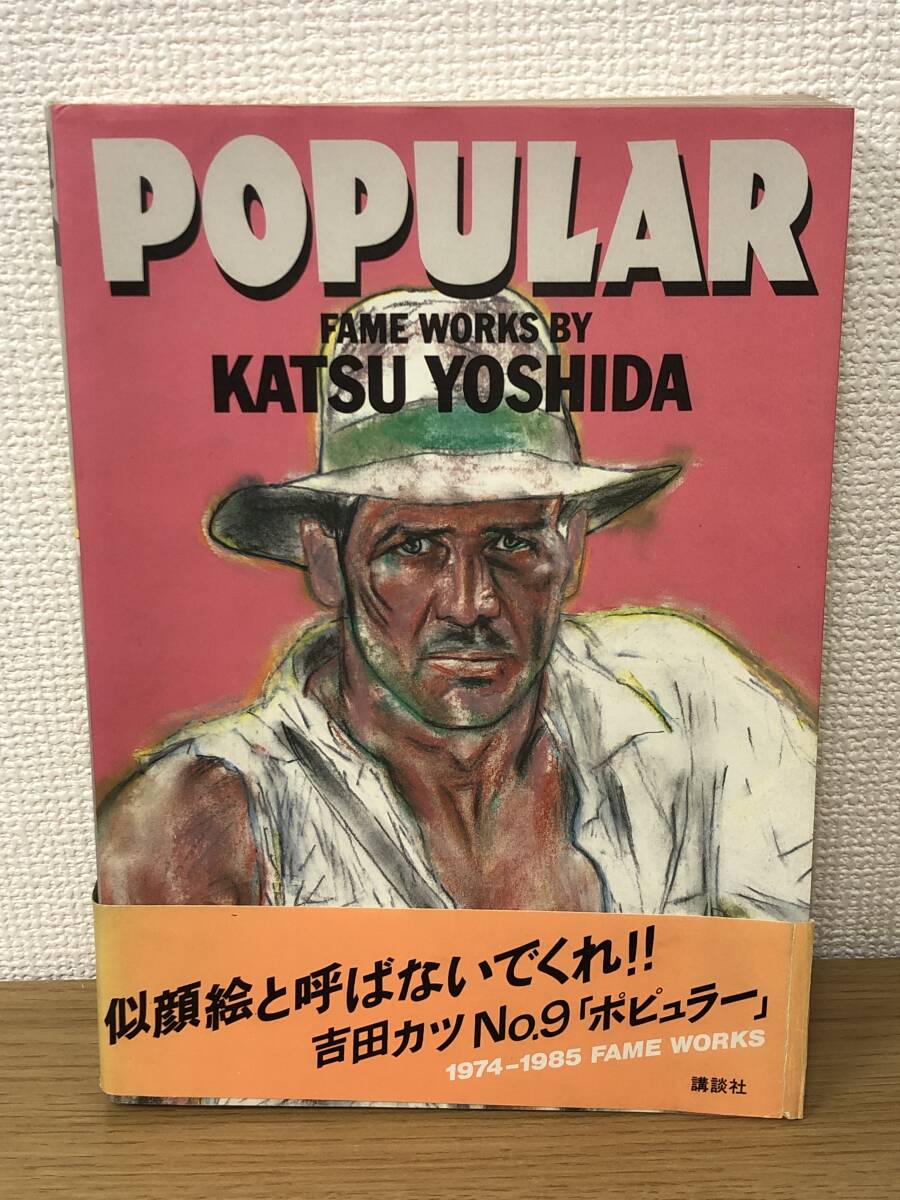 POPULAR
FAME WORKS BY
KATSU YOSHIDA
似顔絵と呼ばないでくれ!!
吉田カツNo.9「ポピュラー」
1974-1985 FAME WORKS
講談社